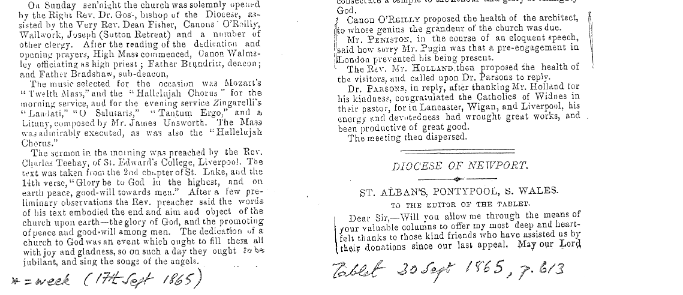 On Sunday sen'night the church was solemnly opened
by the Right Rev. Dr. Gos-, bishop of the Diocese, as-
sisted by the Very Rev. Dean Fisher, Canons O'Reilly,
Wallwork, Joseph (Sutton Retreat) and a number of
other clergy. After the reading of the dedication and
opening prayers, High Mass commenced, Canon Walms-
ley officiating as high priest; Father Brundrit, deacon;
and Father Bradshaw, sub-deacon,
The music selected for the occasion was Mozart's
"Twelfth Mass," and the "Hallelujah Chorus" for the
morning service, and for the evening service Zingarelli's
"Laudati," "O Salutaris," "Tantum Ergo," and a
Litany, composed by Mr. James Unsworth. The Mass
was admirably executed, as was also the "Hallelujah
Chorus."
The sermon in the morning was preached by the Rev.
Charles Teebay, of St. Edward's College, Liverpool. The
text was taken from the 2nd chapter of St. Luke, and the
14th verse, "Glory be to God in the highest, and on
earth peace, good-will towards men." After a few pre-
liminary observations the Rev. preacher said the words
of his text embodied the end and aim and object of the
church upon earth—the glory of God, and the promoting
of peace and good-will among men. The dedication of a
church to God was an event which ought to fill them all
with joy and gladness, so on such a day they ought to be
jubilant, and sing the songs of the angels.
* = week (17th Sept 1865)
God.
Canon O'Reilly proposed the health of the architect,
to whose genius the grandeur of the church was due.
Mr. Peniston, in the course of an eloquent speech,
said how sorry Mr. Pugin was that a pre-engagement in
London prevented his being present.
The Rev. Mr. Holland then proposed the health of
the visitors, and called upon Dr. Parsons to reply.
Dr. Parsons, in reply, after thanking Mr. Holland for
his kindness, congratulated the Catholics of Widnes in
their pastor, for in Lanzster, Wigan, and Liverpool, his
energy and devotedness had wrought great works, and
been productive of great good.
The meeting then dispersed.
DIOCESE OF NEWPORT.
ST. ALBAN'S, PONTYPOOL, S. WALES.
TO THE EDITOR OF THE TABLET.
Dear Sir,—Will you allow me through the means of
your valuable columns to offer my most deep and heart-
felt thanks to those kind friends who have assisted us by
their donations since our last appeal. May our Lord
Tablet 30 Sept 1865, p. 613